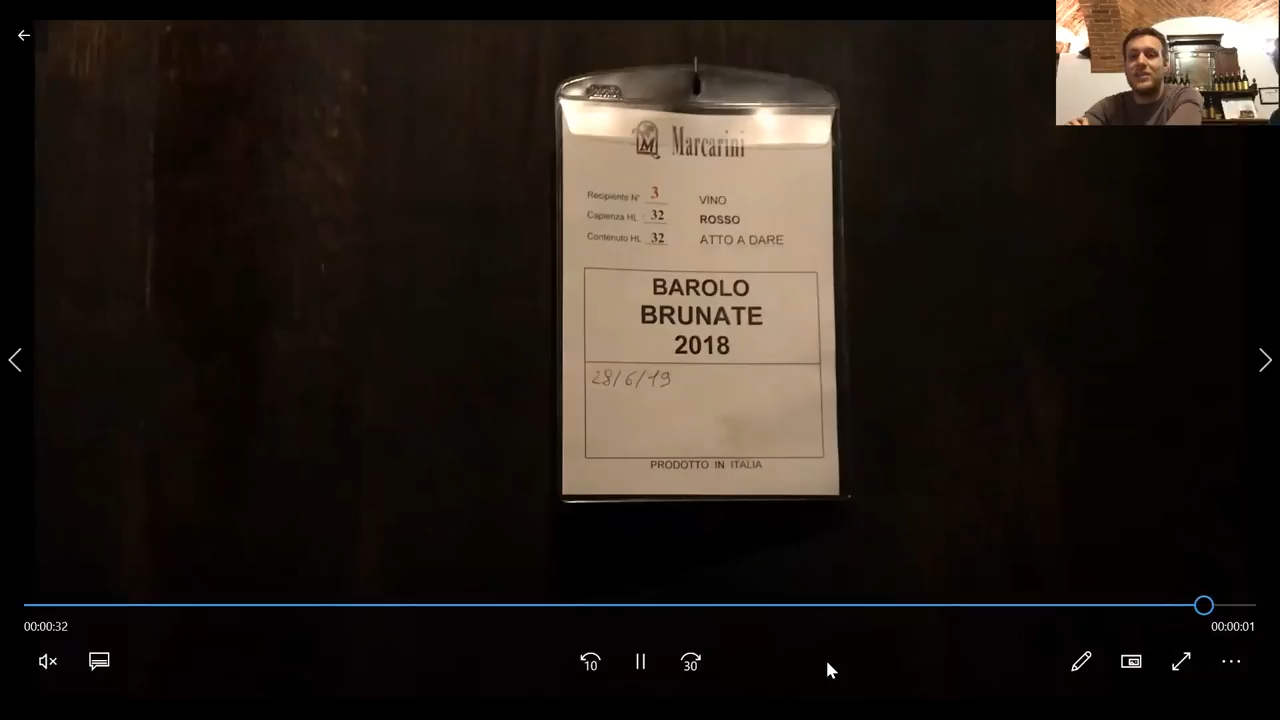 Marcarini
Recipiente N° 3
Capienza HL 32
Contenuto HL 32
VINO
ROSSO
ATTO A DARE
BAROLO
BRUNATE
2018
28/6/19
PRODOTTO IN ITALIA
00:00:32
00:00:01
10
30